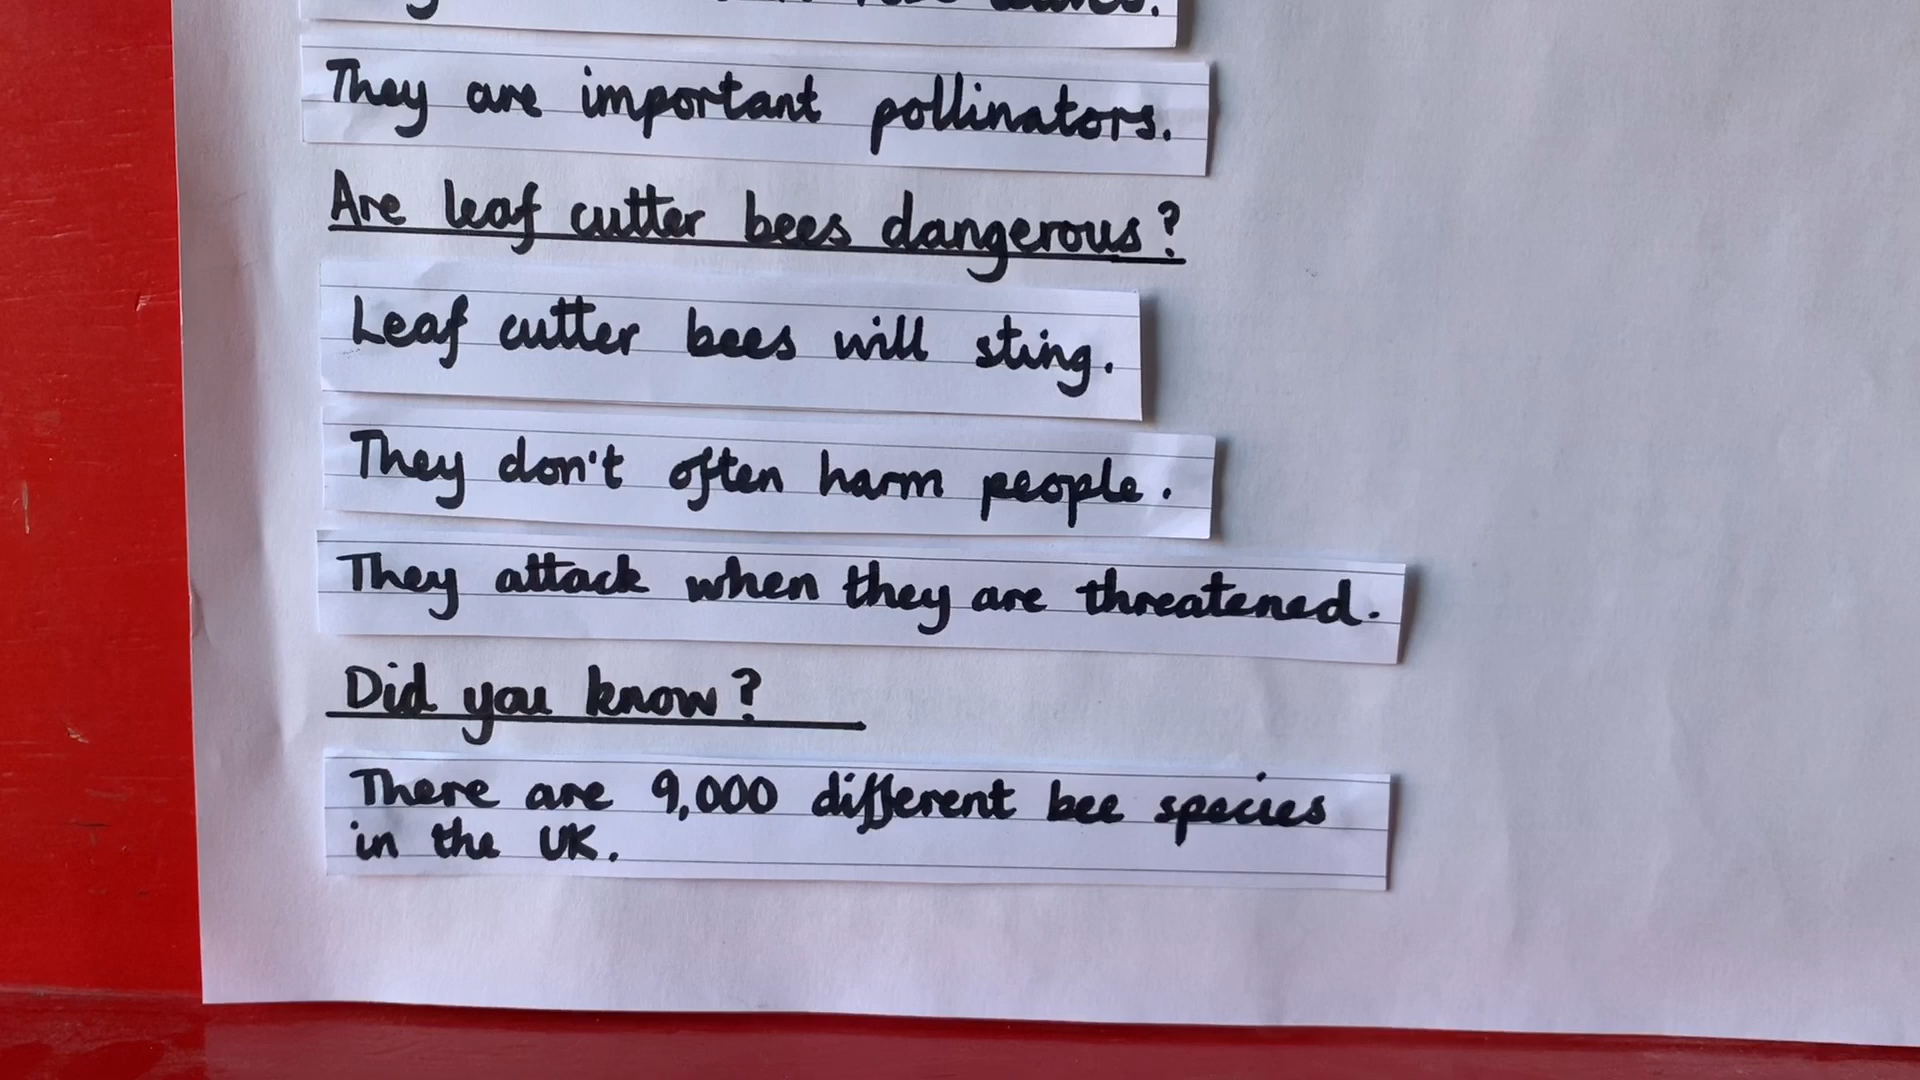 They are important pollinators.
Are leaf cutter bees dangerous?
Leaf cutter bees will sting.
They don't often harm people.
They attack when they are threatened.
Did you know?
There are 9,000 different bee species
in the UK.